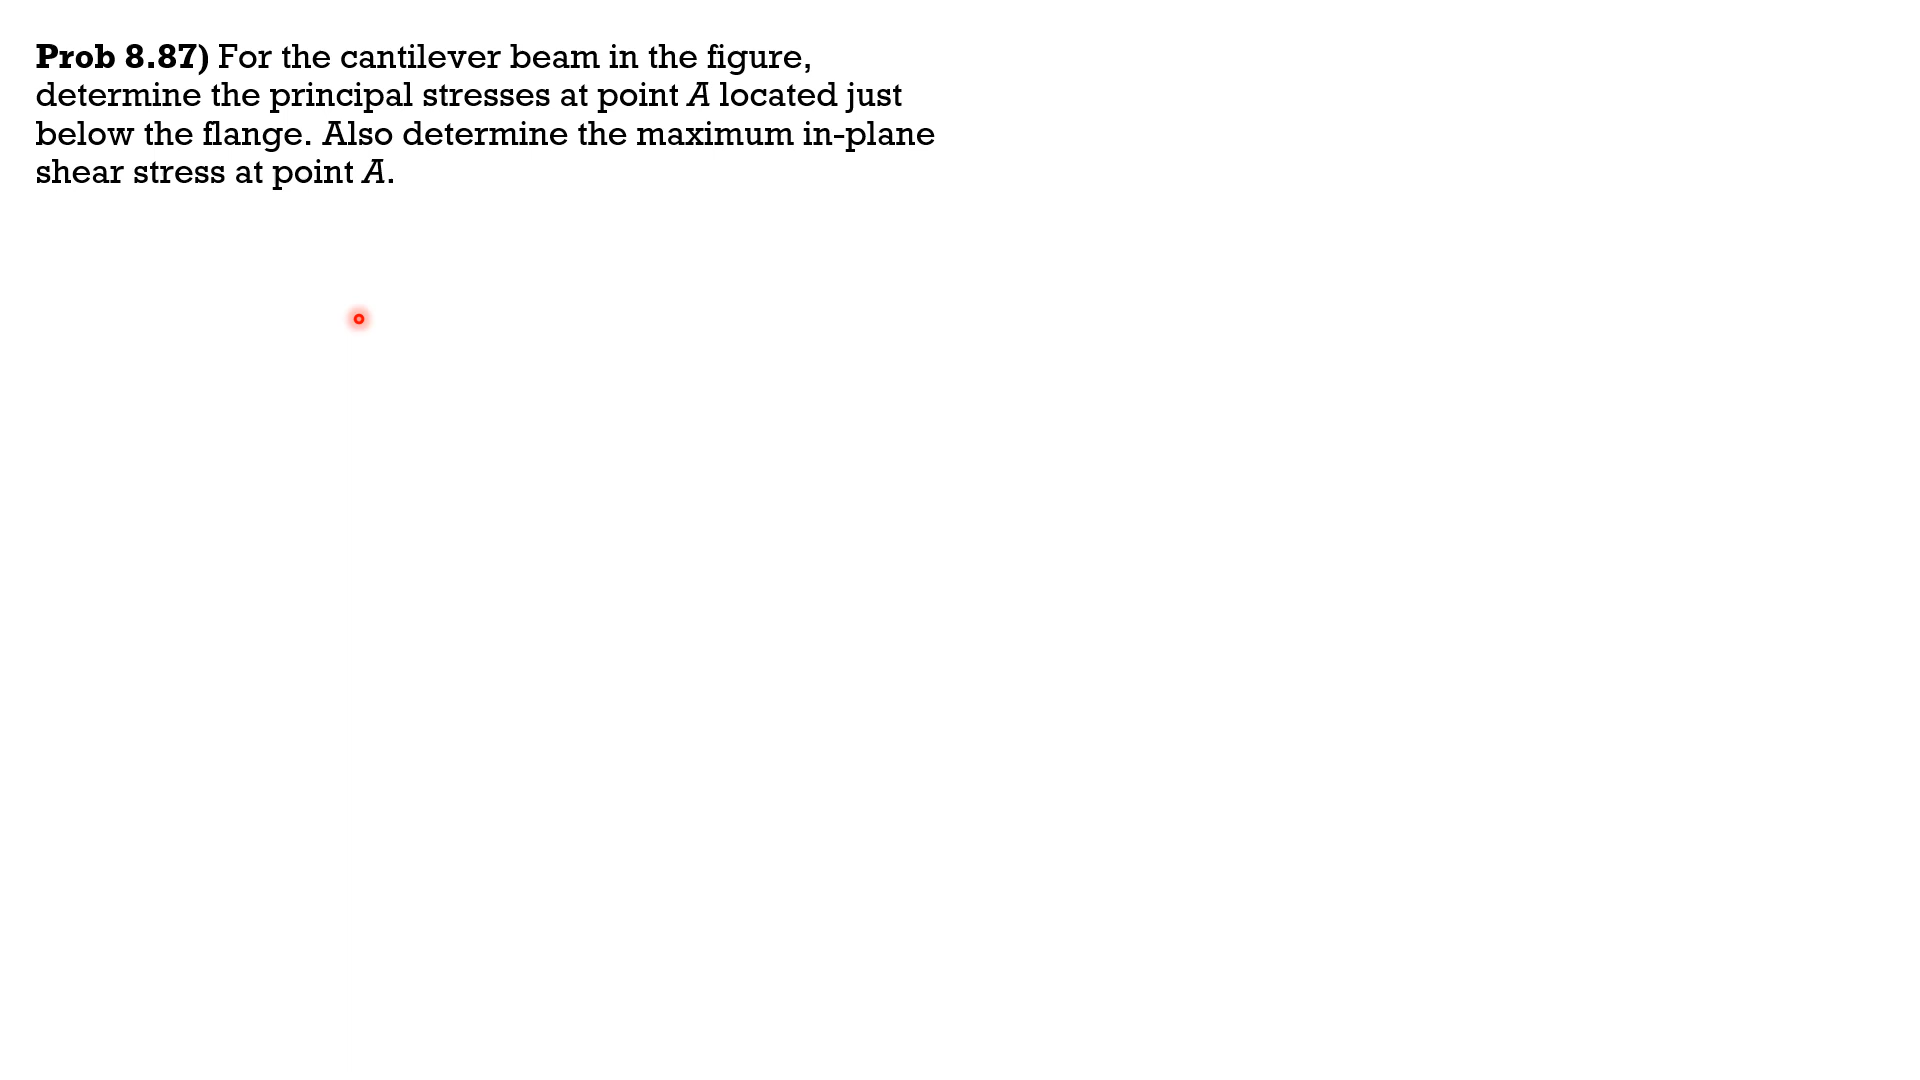 Prob 8.87) For the cantilever beam in the figure,
determine the principal stresses at point A located just
below the flange. Also determine the maximum in-plane
shear stress at point A.